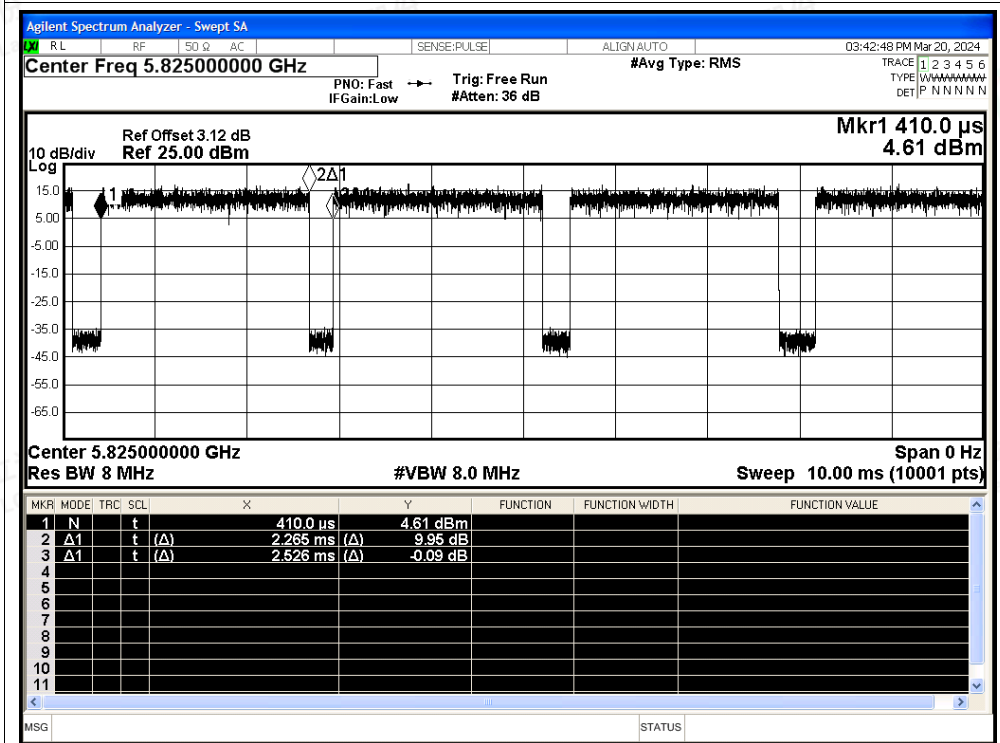 Agilent Spectrum Analyzer - Swept SA
LXI RL RF 50 Ω AC SENSE:PULSE ALIGN AUTO 03:42:48 PM Mar 20, 2024
Center Freq 5.825000000 GHz #Avg Type: RMS TRACE 1 2 3 4 5 6
PNO: Fast Trig: Free Run TYPE W
IFGain:Low #Atten: 36 dB DET P N N N N N
Mkr1 410.0 µs
4.61 dBm
Ref Offset 3.12 dB
10 dB/div Ref 25.00 dBm
Log
2Δ1
15.0
1
5.00
-5.00
-15.0
-25.0
-35.0
-45.0
-55.0
-65.0
Center 5.825000000 GHz Span 0 Hz
Res BW 8 MHz #VBW 8.0 MHz Sweep 10.00 ms (10001 pts)
MKR MODE TRC SCL X Y FUNCTION FUNCTION WIDTH FUNCTION VALUE
1 N t 410.0 µs 4.61 dBm
2 Δ1 t (Δ) 2.265 ms (Δ) 9.95 dB
3 Δ1 t (Δ) 2.526 ms (Δ) -0.09 dB
4
5
6
7
8
9
10
11
MSG STATUS